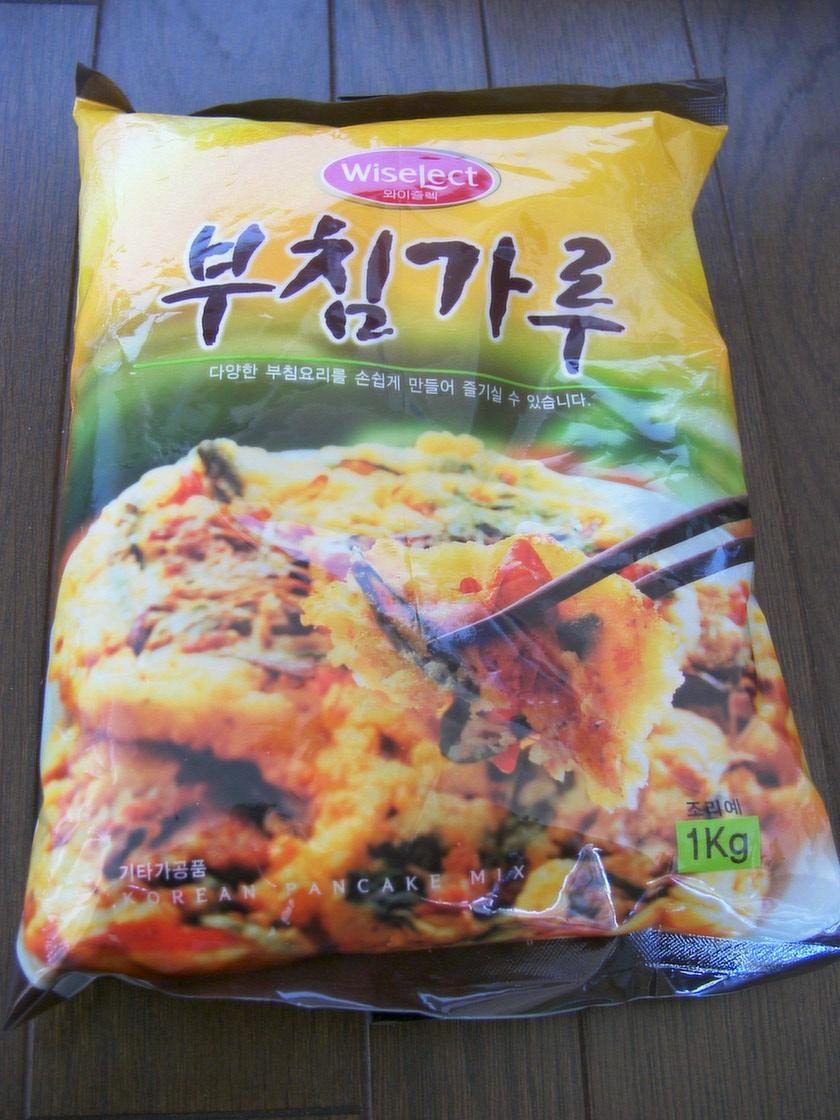 Wiselect
와이즐렉
부침가루
다양한 부침요리를 손쉽게 만들어 즐기실 수 있습니다.
조리예
1Kg
기타가공품
KOREAN PANCAKE MIX